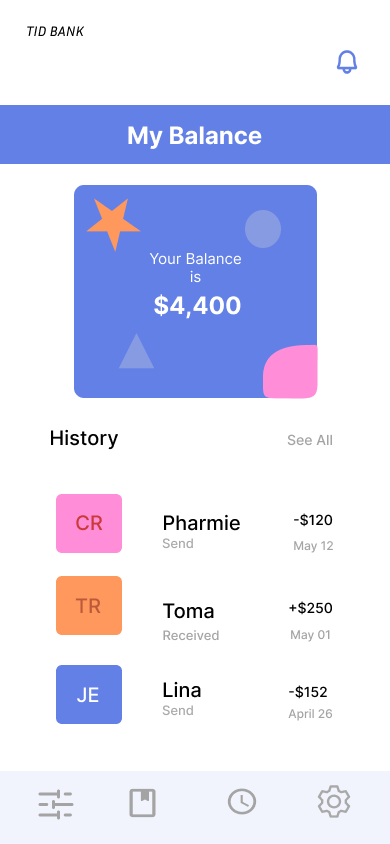 TID BANK
My Balance
Your Balance
is
$4,400
History
See All
CR
Pharmie
-$120
Send
May 12
TR
Toma
+$250
Received
May 01
JE
Lina
-$152
Send
April 26